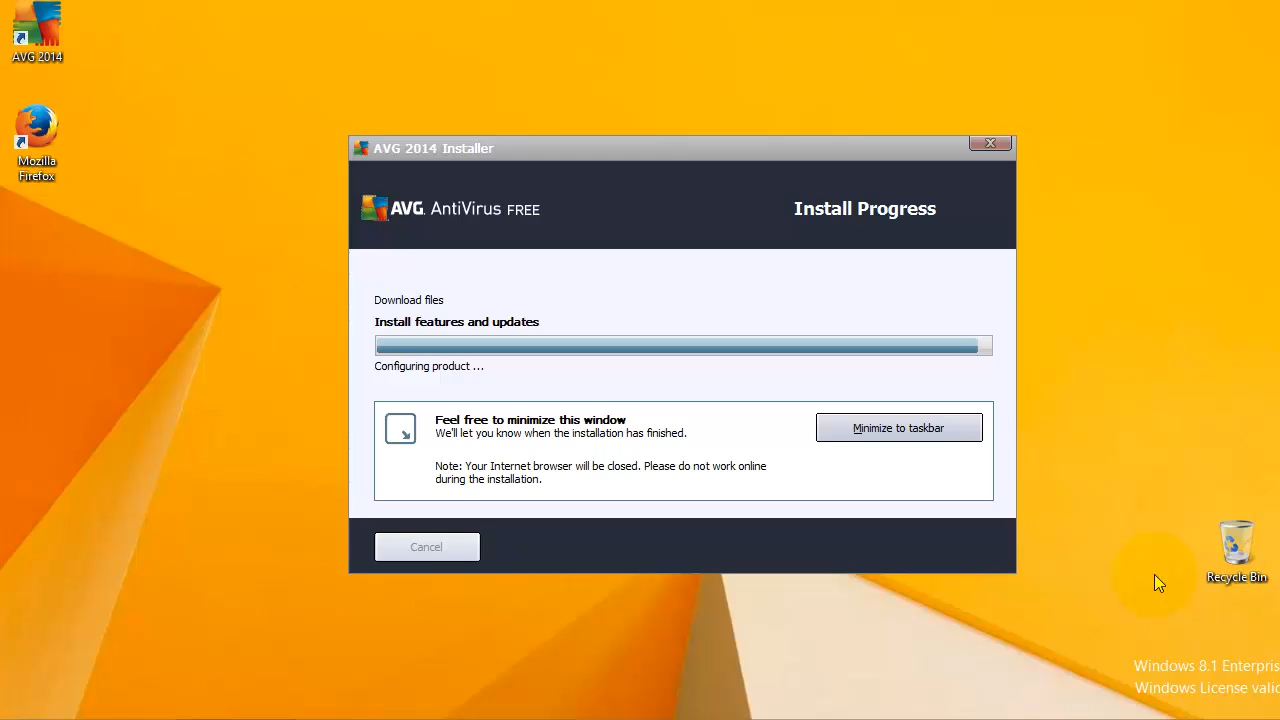 AVG 2014
Mozilla
Firefox
AVG 2014 Installer
AVG. AntiVirus FREE
Install Progress
Download files
Install features and updates
Configuring product ...
Feel free to minimize this window
We'll let you know when the installation has finished.
Minimize to taskbar
Note: Your Internet browser will be closed. Please do not work online
during the installation.
Cancel
Recycle Bin
Windows 8.1 Enterpris
Windows License valid